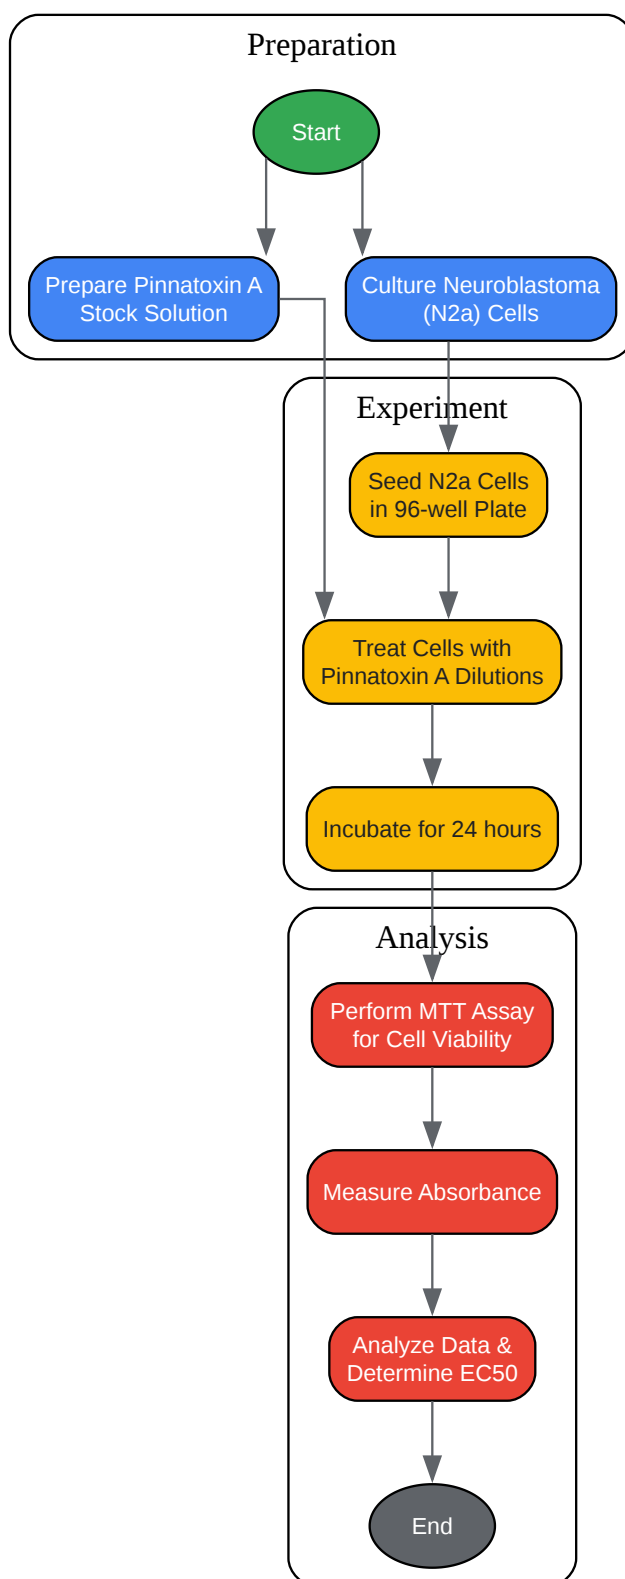 Preparation
Start
Prepare Pinnatoxin A
Stock Solution
Culture Neuroblastoma
(N2a) Cells
Experiment
Seed N2a Cells
in 96-well Plate
Treat Cells with
Pinnatoxin A Dilutions
Incubate for 24 hours
Analysis
Perform MTT Assay
for Cell Viability
Measure Absorbance
Analyze Data &
Determine EC50
End